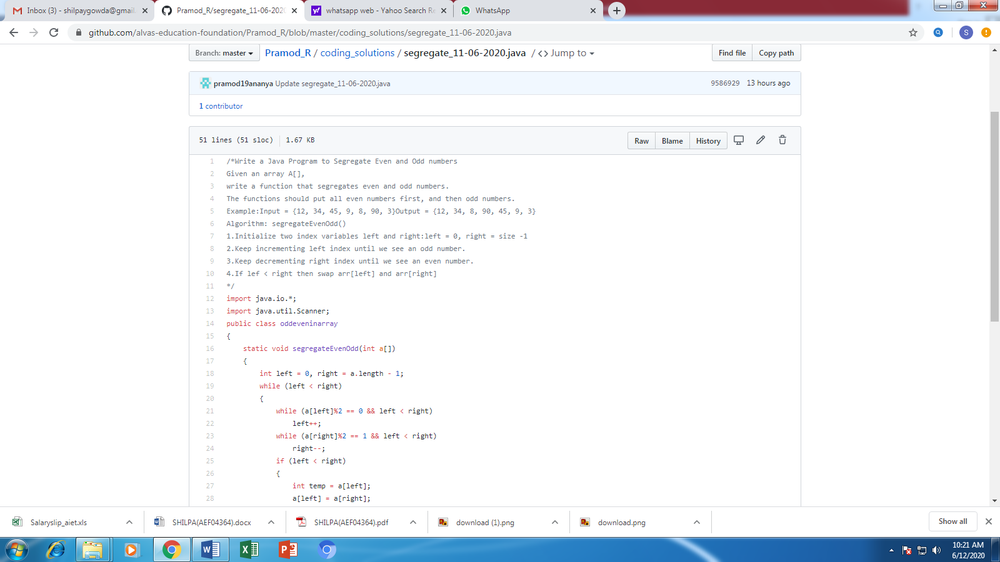 Inbox (3) - shilpaygowda@gmail.
Pramod_R/segregate_11-06-2020
whatsapp web - Yahoo Search Re
WhatsApp
github.com/alvas-education-foundation/Pramod_R/blob/master/coding_solutions/segregate_11-06-2020.java
S
Branch: master
Pramod_R / coding_solutions / segregate_11-06-2020.java / <> Jump to
Find file
Copy path
pramod19ananya Update segregate_11-06-2020.java
9586929 13 hours ago
1 contributor
51 lines (51 sloc) 1.67 KB
Raw
Blame
History
1 /*Write a Java Program to Segregate Even and Odd numbers
2 Given an array A[],
3 write a function that segregates even and odd numbers.
4 The functions should put all even numbers first, and then odd numbers.
5 Example:Input = {12, 34, 45, 9, 8, 90, 3}Output = {12, 34, 8, 90, 45, 9, 3}
6 Algorithm: segregateEvenOdd()
7 1.Initialize two index variables left and right:left = 0, right = size -1
8 2.Keep incrementing left index until we see an odd number.
9 3.Keep decrementing right index until we see an even number.
10 4.If lef < right then swap arr[left] and arr[right]
11 */
12 import java.io.*;
13 import java.util.Scanner;
14 public class oddeveninarray
15 {
16 static void segregateEvenOdd(int a[])
17 {
18 int left = 0, right = a.length - 1;
19 while (left < right)
20 {
21 while (a[left]%2 == 0 && left < right)
22 left++;
23 while (a[right]%2 == 1 && left < right)
24 right--;
25 if (left < right)
26 {
27 int temp = a[left];
28 a[left] = a[right];
Salaryslip_aiet.xls
SHILPA(AEF04364).docx
SHILPA(AEF04364).pdf
download (1).png
download.png
Show all
10:21 AM
6/12/2020